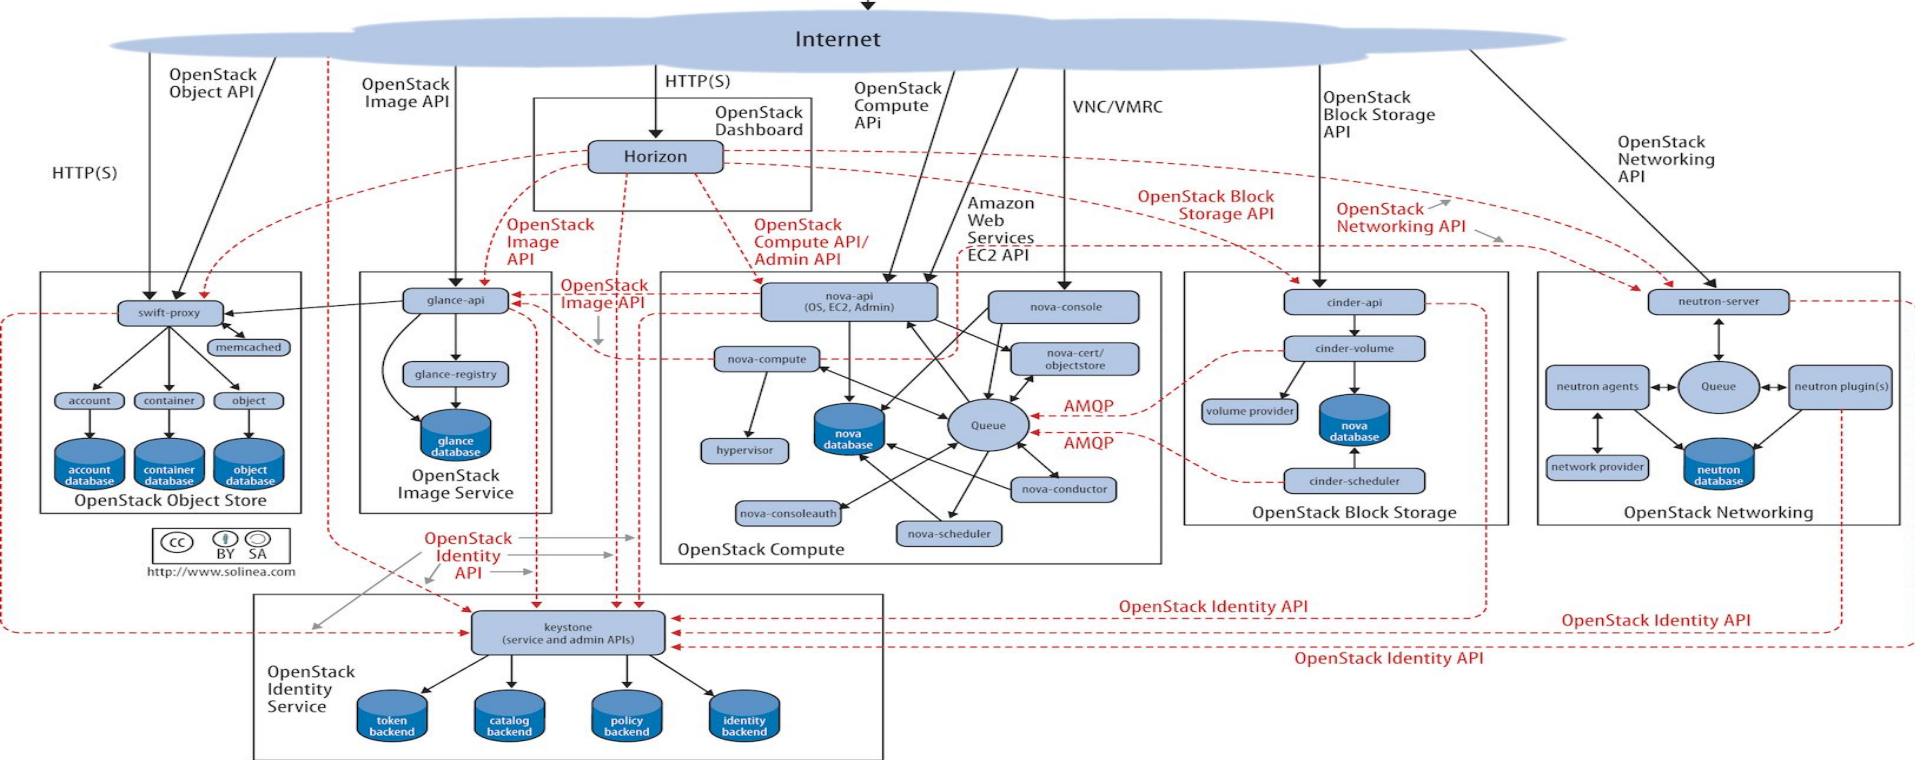 Internet
OpenStack
Object API
HTTP(S)
OpenStack
Image API
HTTP(S)
OpenStack
Dashboard
Horizon
OpenStack
Compute
APi
VNC/VMRC
OpenStack
Block Storage
API
OpenStack
Networking
API
OpenStack
Image
API
OpenStack
Compute API/
Admin API
Amazon
Web
Services
EC2 API
OpenStack Block
Storage API
OpenStack
Networking API
OpenStack
Image API
swift-proxy
memcached
account
container
object
account
database
container
database
object
database
OpenStack Object Store
glance-api
glance-registry
glance
database
OpenStack
Image Service
nova-api
(OS, EC2, Admin)
nova-console
nova-compute
nova-cert/
objectstore
hypervisor
nova
database
Queue
nova-conductor
nova-consoleauth
nova-scheduler
OpenStack Compute
AMQP
AMQP
cinder-api
cinder-volume
volume provider
nova
database
cinder-scheduler
OpenStack Block Storage
neutron-server
neutron agents
Queue
neutron plugin(s)
network provider
neutron
database
OpenStack Networking
cc
BY SA
http://www.solinea.com
OpenStack
Identity
API
OpenStack Identity API
OpenStack Identity API
OpenStack Identity API
keystone
(service and admin APIs)
OpenStack
Identity
Service
token
backend
catalog
backend
policy
backend
identity
backend